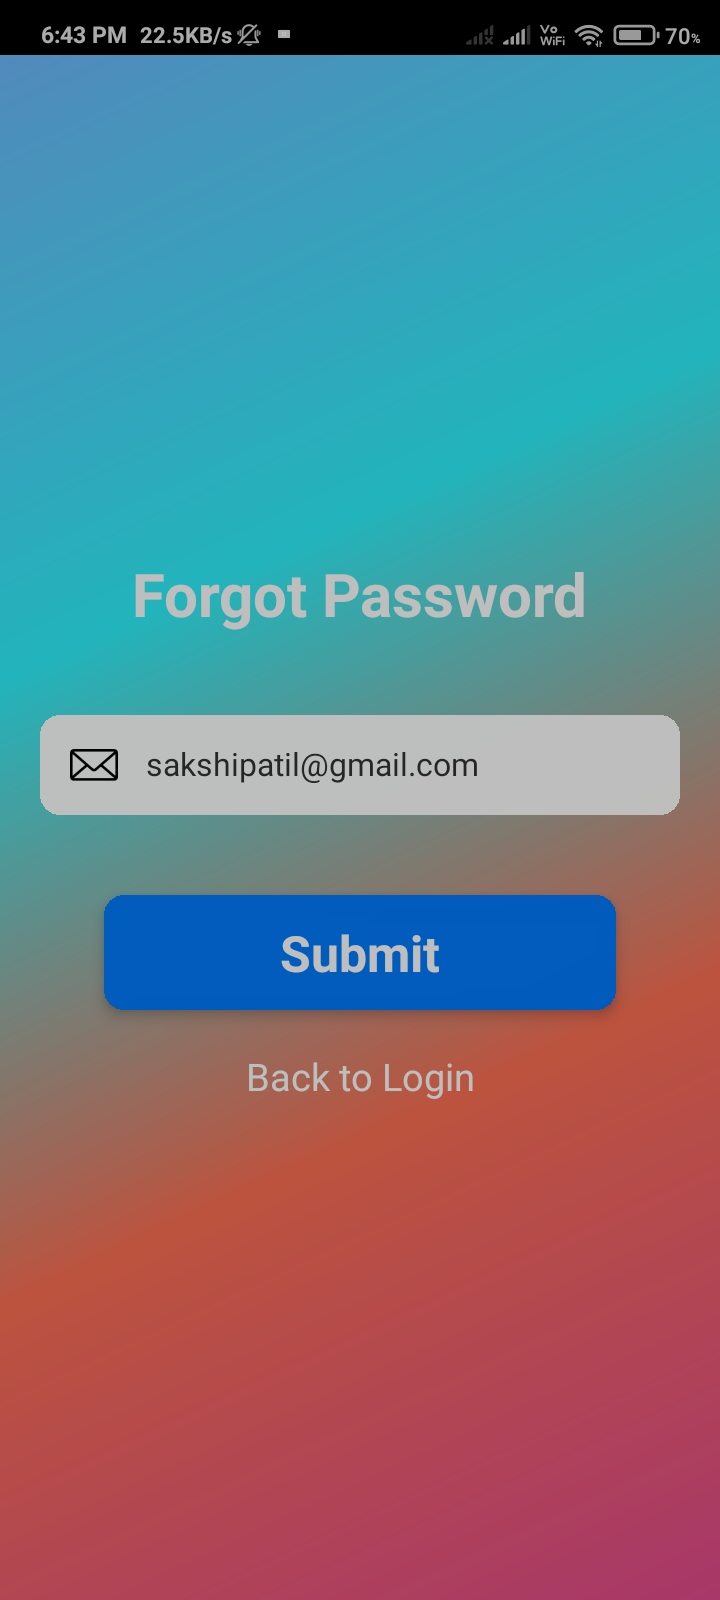 6:43 PM 22.5KB/s Vo WiFi 70%
Forgot Password
sakshipatil@gmail.com
Submit
Back to Login